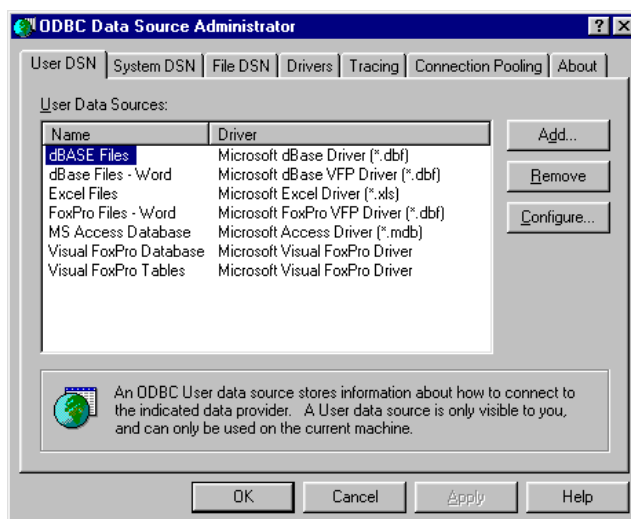 ODBC Data Source Administrator
User DSN System DSN File DSN Drivers Tracing Connection Pooling About
User Data Sources:
Name Driver
dBASE Files Microsoft dBase Driver (*.dbf)
dBase Files - Word Microsoft dBase VFP Driver (*.dbf)
Excel Files Microsoft Excel Driver (*.xls)
FoxPro Files - Word Microsoft FoxPro VFP Driver (*.dbf)
MS Access Database Microsoft Access Driver (*.mdb)
Visual FoxPro Database Microsoft Visual FoxPro Driver
Visual FoxPro Tables Microsoft Visual FoxPro Driver
Add...
Remove
Configure...
An ODBC User data source stores information about how to connect to
the indicated data provider. A User data source is only visible to you,
and can only be used on the current machine.
OK Cancel Apply Help